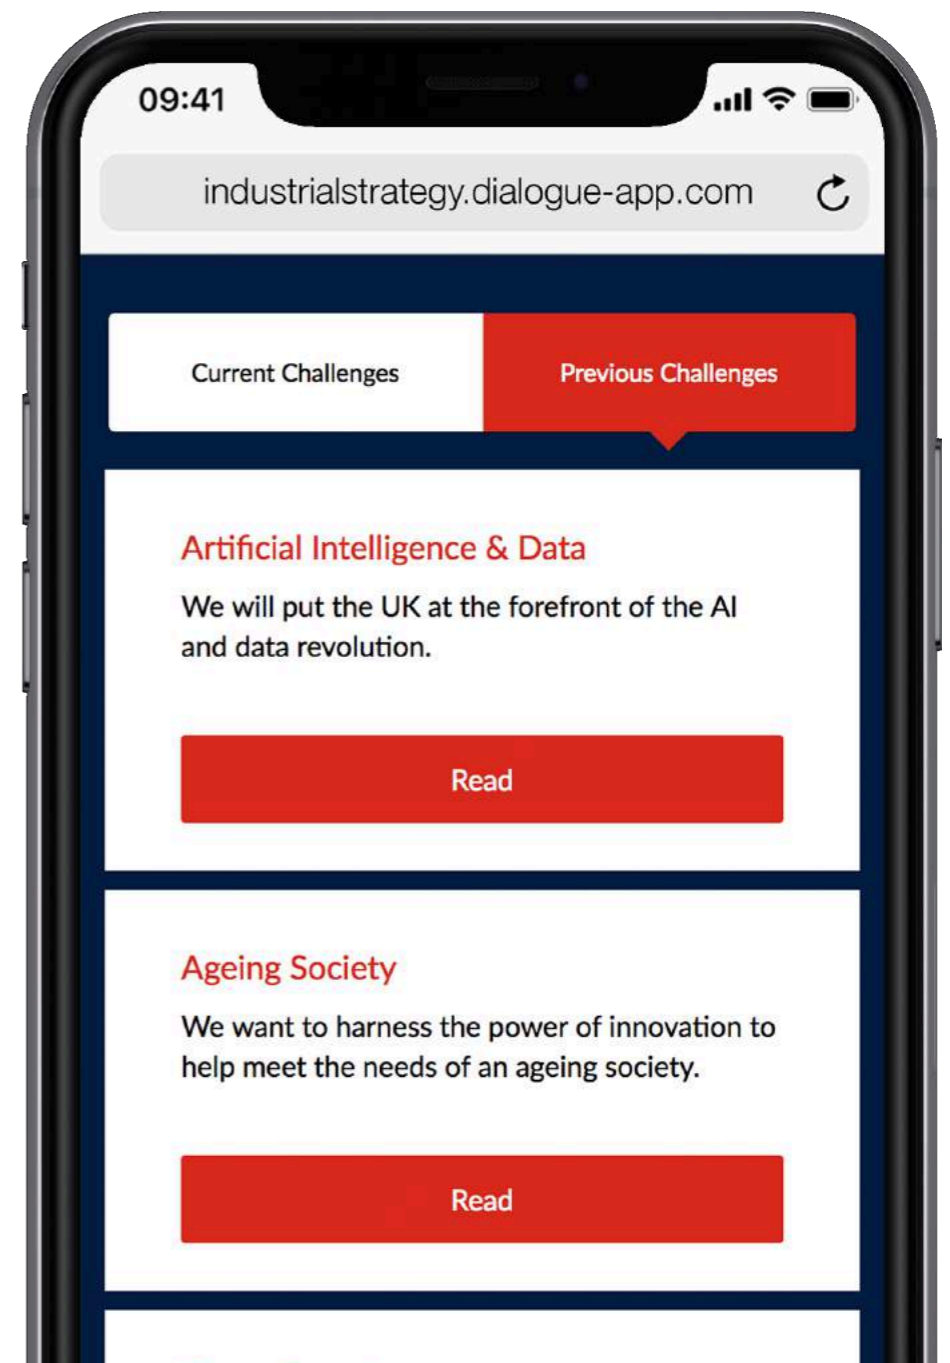 09:41
industrialstrategy.dialogue-app.com
Current Challenges
Previous Challenges
Artificial Intelligence & Data
We will put the UK at the forefront of the AI
and data revolution.
Read
Ageing Society
We want to harness the power of innovation to
help meet the needs of an ageing society.
Read